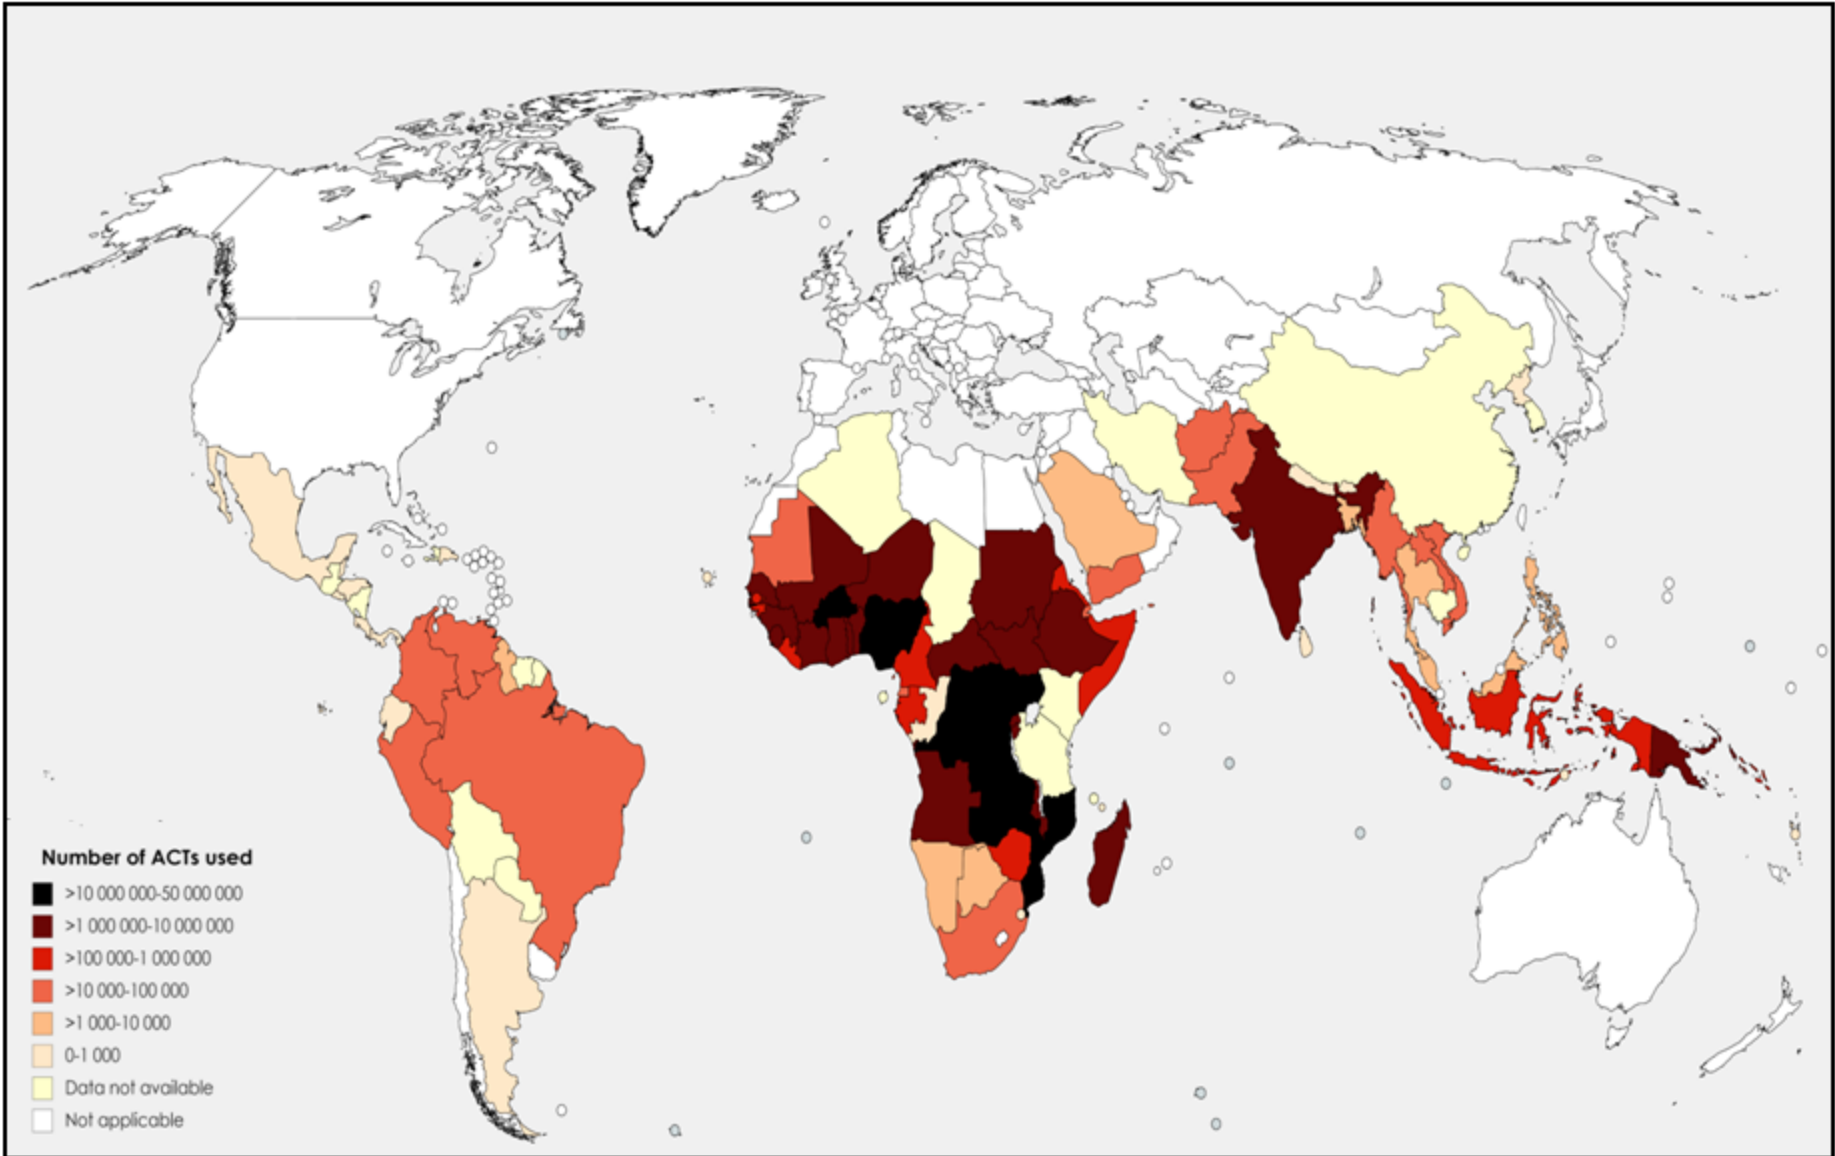 Number of ACTs used
>10 000 000-50 000 000
>1 000 000-10 000 000
>100 000-1 000 000
>10 000-100 000
>1 000-10 000
0-1 000
Data not available
Not applicable